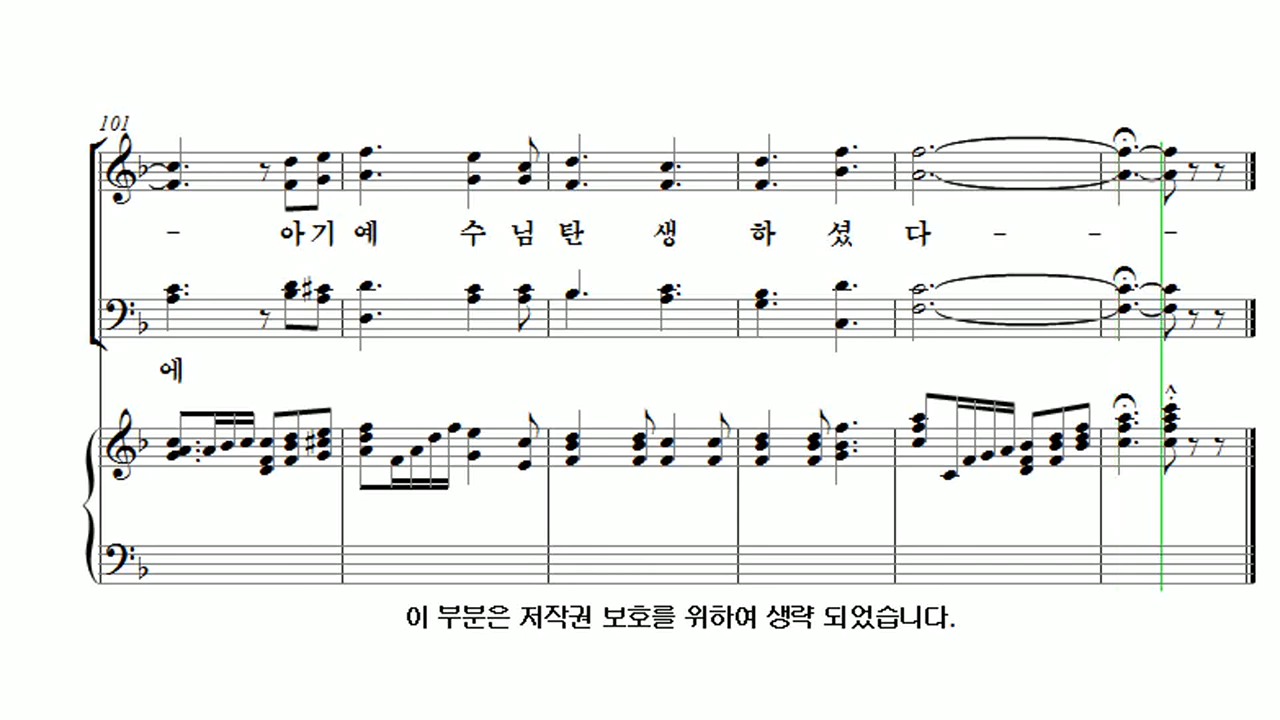 101
- 아기예 수 님 탄 생 하 셨 다 - - -
에
이 부분은 저작권 보호를 위하여 생략 되었습니다.